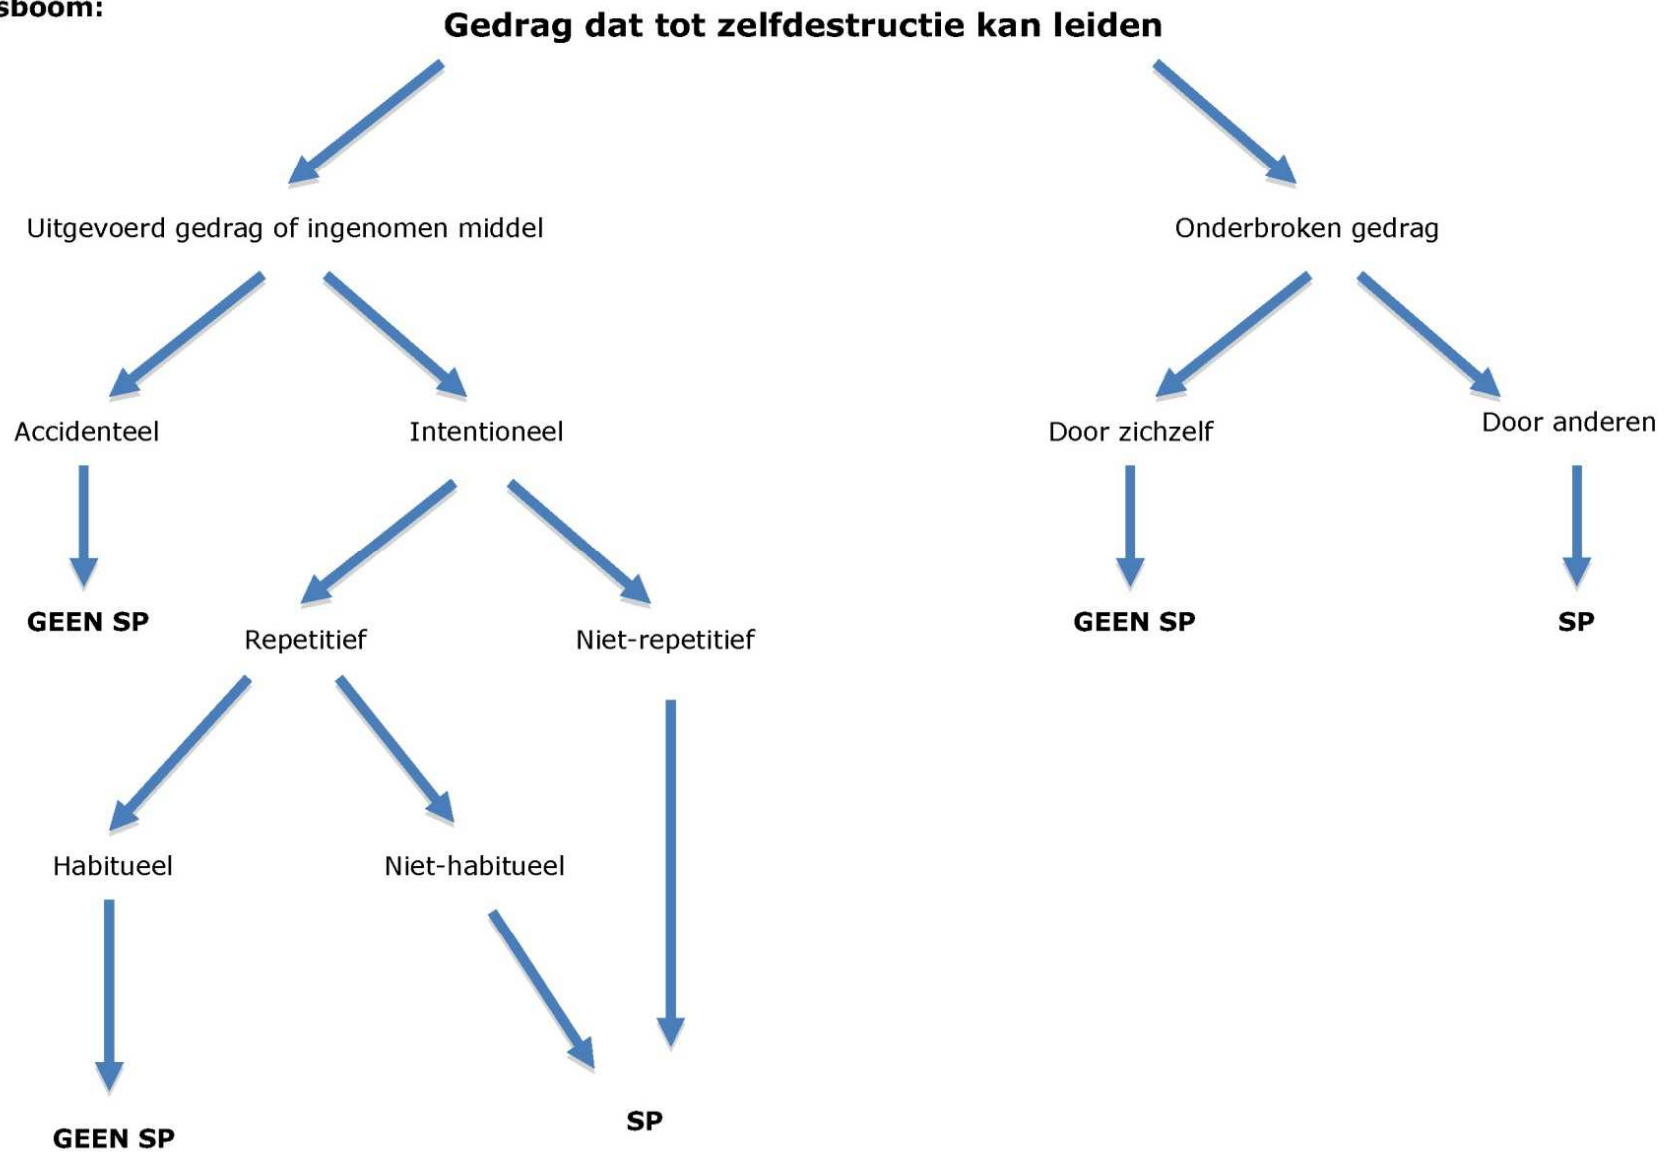 sboom:
Gedrag dat tot zelfdestructie kan leiden
Uitgevoerd gedrag of ingenomen middel
Onderbroken gedrag
Accidenteel
Intentioneel
Door zichzelf
Door anderen
GEEN SP
Repetitief
Niet-repetitief
GEEN SP
SP
Habitueel
Niet-habitueel
GEEN SP
SP